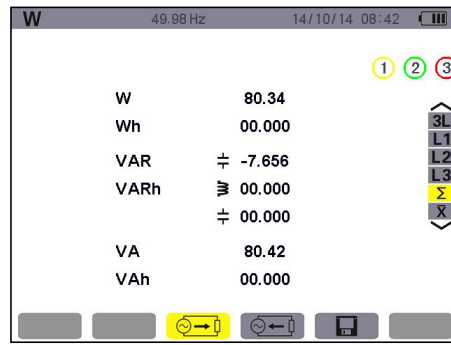 W 49.98 Hz 14/10/14 08:42
1 2 3
W 80.34
Wh 00.000
VAR -7.656
VARh 00.000
00.000
VA 80.42
VAh 00.000
3L
L1
L2
L3
Σ
X̄